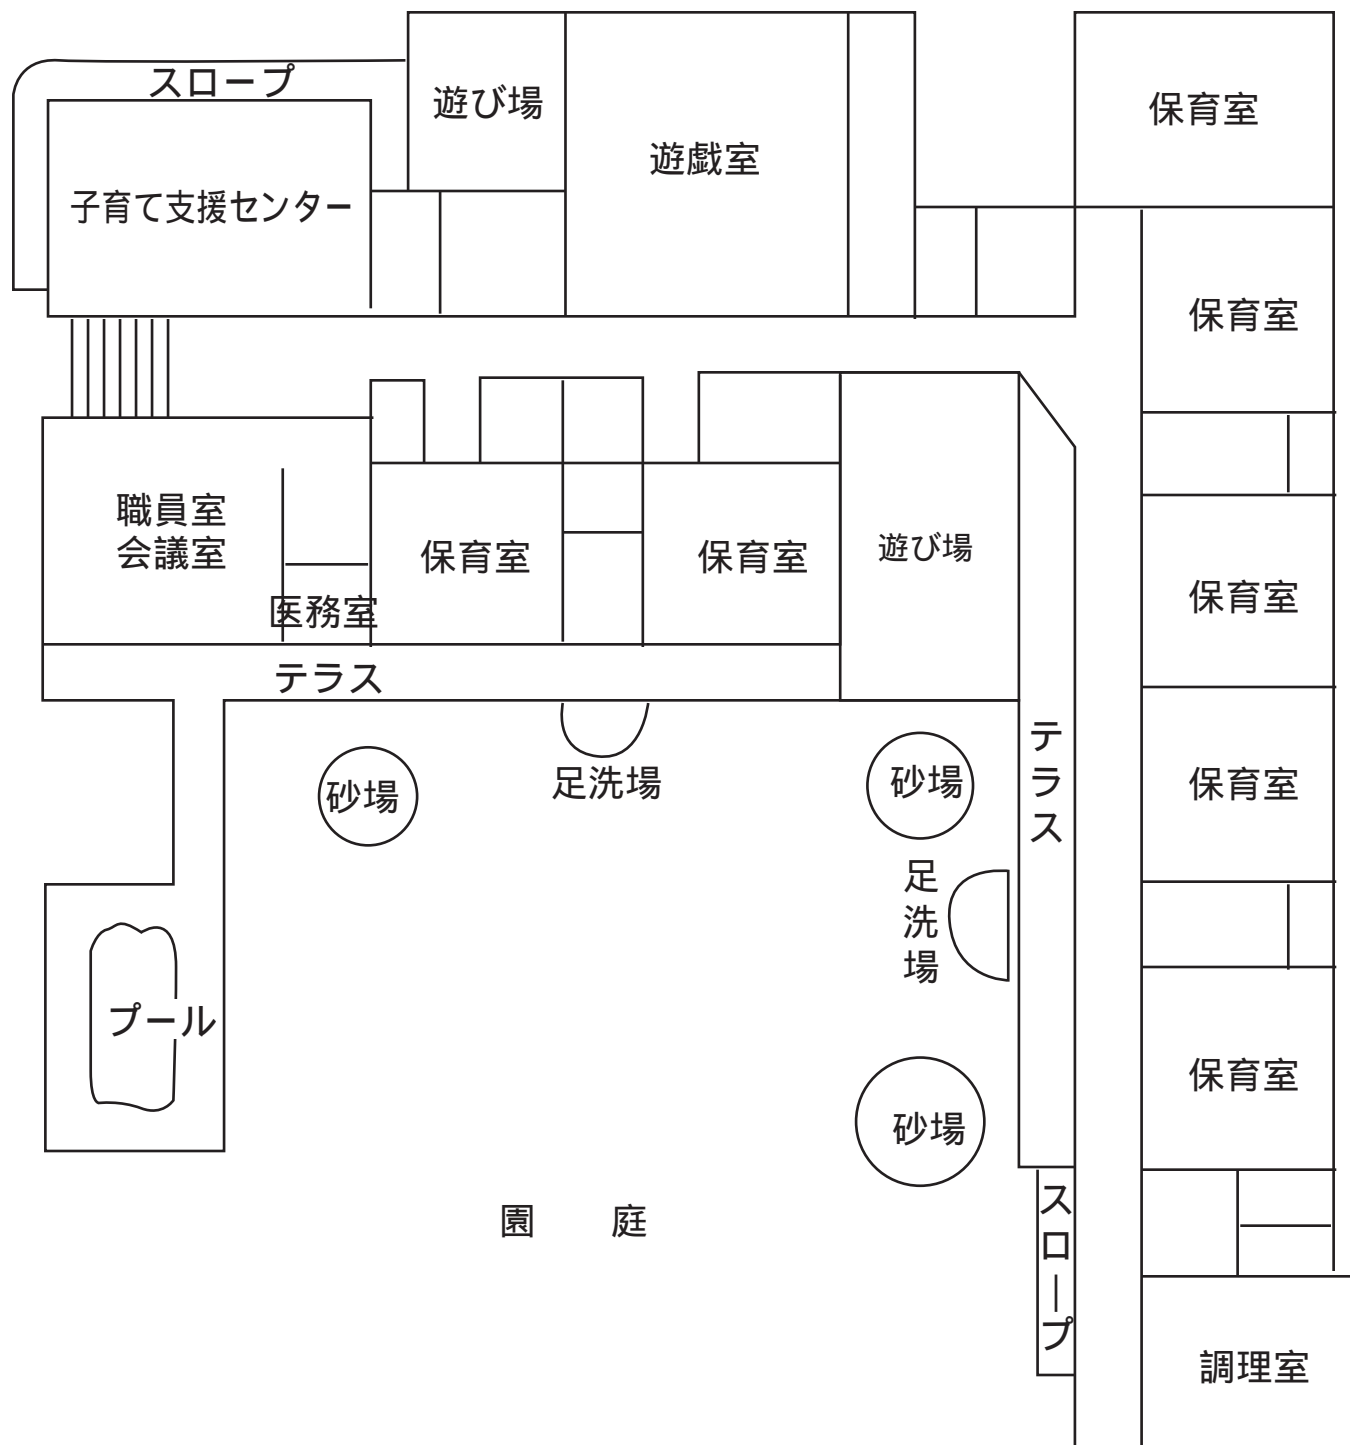 スロープ
遊び場
遊戯室
保育室
子育て支援センター
保育室
職員室
会議室
医務室
保育室
保育室
遊び場
保育室
テラス
砂場
足洗場
砂場
テラス
保育室
足洗場
プール
砂場
保育室
園　庭
スロープ
調理室